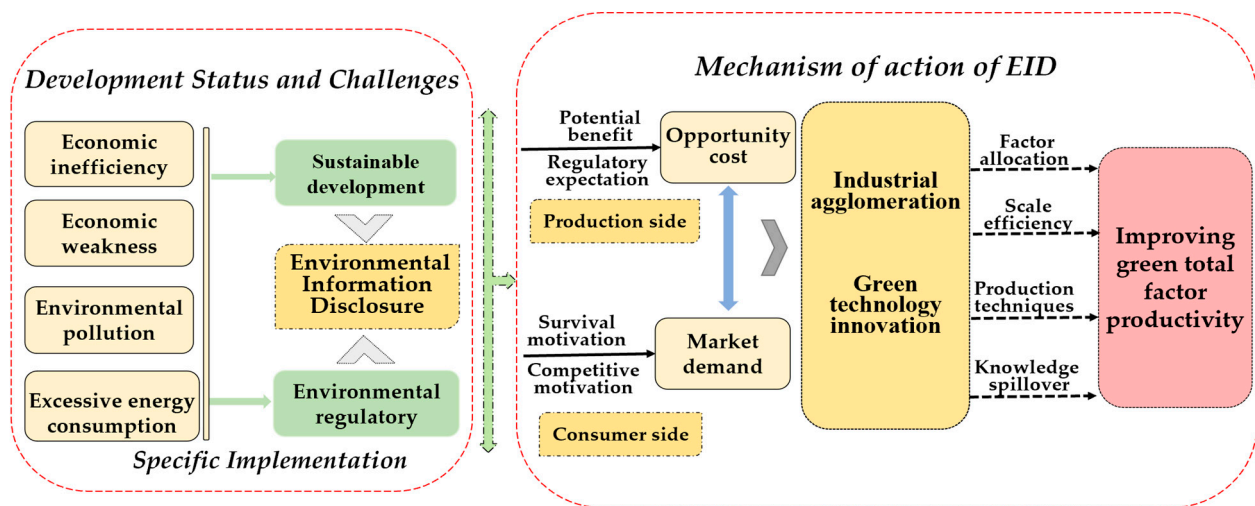 Development Status and Challenges
Economic
inefficiency
Economic
weakness
Environmental
pollution
Excessive energy
consumption
Sustainable
development
Environmental
Information
Disclosure
Environmental
regulatory
Specific Implementation
Mechanism of action of EID
Potential
benefit
Regulatory
expectation
Opportunity
cost
Production side
Survival
motivation
Competitive
motivation
Market
demand
Consumer side
Industrial
agglomeration
Green
technology
innovation
Factor
allocation
Scale
efficiency
Production
techniques
Knowledge
spillover
Improving
green total
factor
productivity